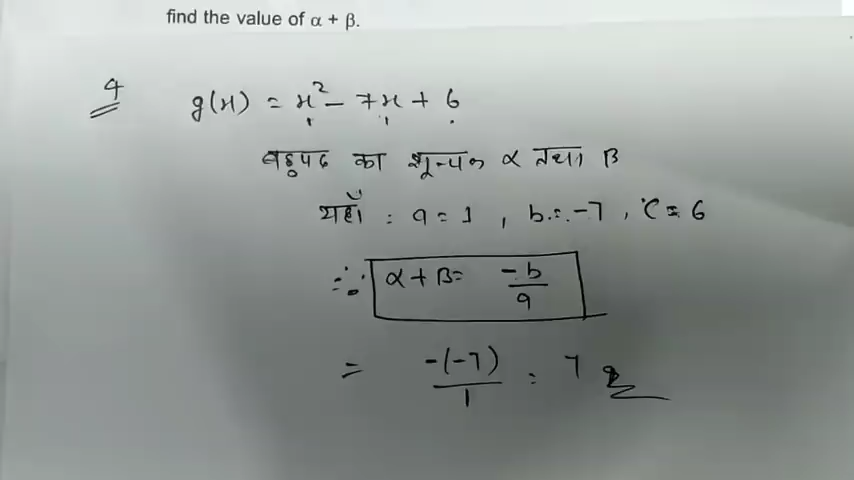 find the value of α + β.
4 g(x) = x² - 7x + 6
बहुपद का शून्यक α तथा β
यहाँ : a = 1 , b = -7 , c = 6
∴ α + β = -b/a
= -(-7)/1 = 7